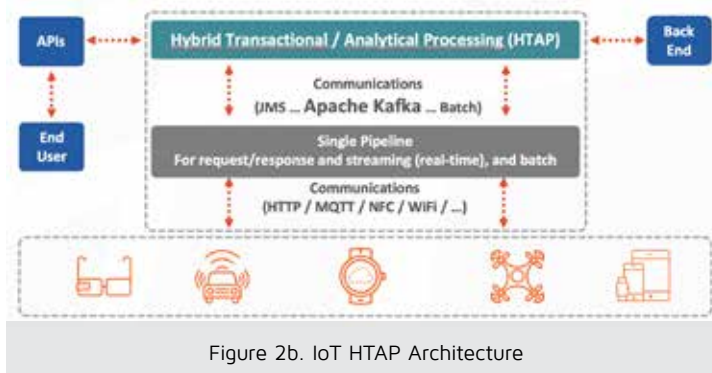 APIs
Hybrid Transactional / Analytical Processing (HTAP)
Back
End
Communications
(JMS ... Apache Kafka ... Batch)
End
User
Single Pipeline
For request/response and streaming (real-time), and batch
Communications
(HTTP / MQTT / NFC / WiFi / ...)
Figure 2b. IoT HTAP Architecture